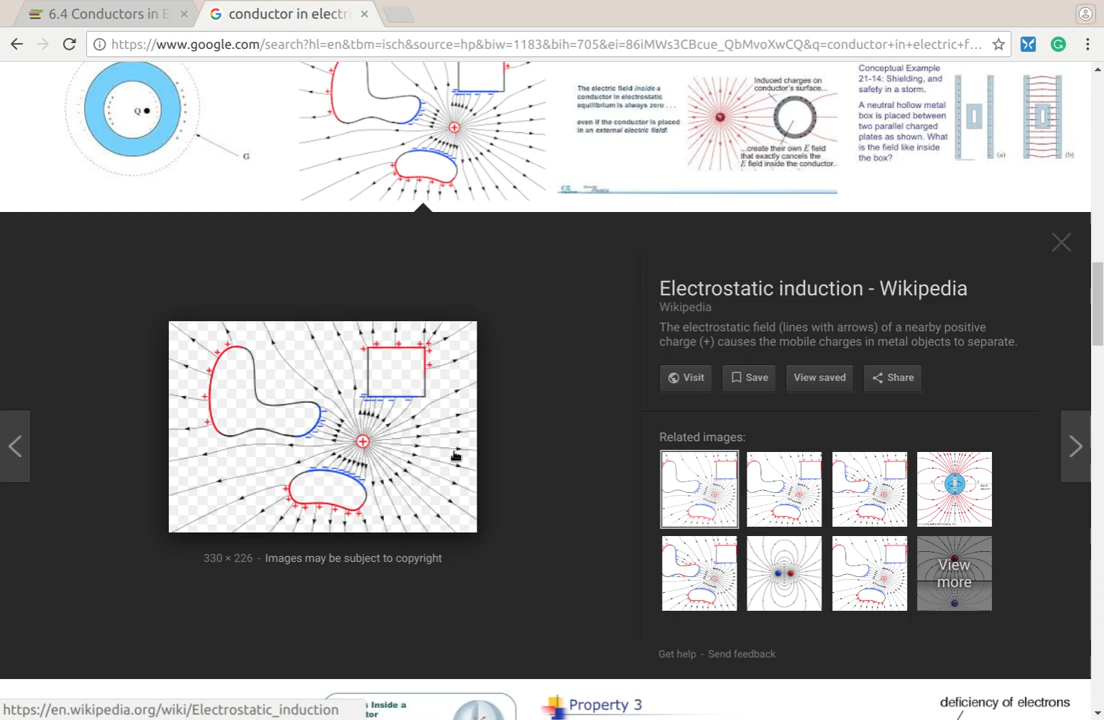 6.4 Conductors in E
conductor in electri
https://www.google.com/search?hl=en&tbm=isch&source=hp&biw=1183&bih=705&ei=86iMWs3CBcue_QbMvoXwCQ&q=conductor+in+electric+f...
Q
G
The electric field inside a
conductor in electrostatic
equilibrium is always zero ...
even if the conductor is placed
in an external electric field!
Induced charges on
conductor's surface...
...create their own E field
that exactly cancels the
E field inside the conductor.
Conceptual Example
21-14: Shielding, and
safety in a storm.
A neutral hollow metal
box is placed between
two parallel charged
plates as shown. What
is the field like inside
the box?
(a)
(b)
Electrostatic induction - Wikipedia
Wikipedia
The electrostatic field (lines with arrows) of a nearby positive
charge (+) causes the mobile charges in metal objects to separate.
Visit
Save
View saved
Share
Related images:
View
more
330 × 226 - Images may be subject to copyright
Get help - Send feedback
https://en.wikipedia.org/wiki/Electrostatic_induction
s Inside a
tor
Property 3
deficiency of electrons